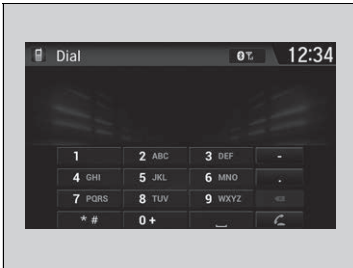 Dial 12:34
1 2 ABC 3 DEF -
4 GHI 5 JKL 6 MNO .
7 PQRS 8 TUV 9 WXYZ
* # 0 +